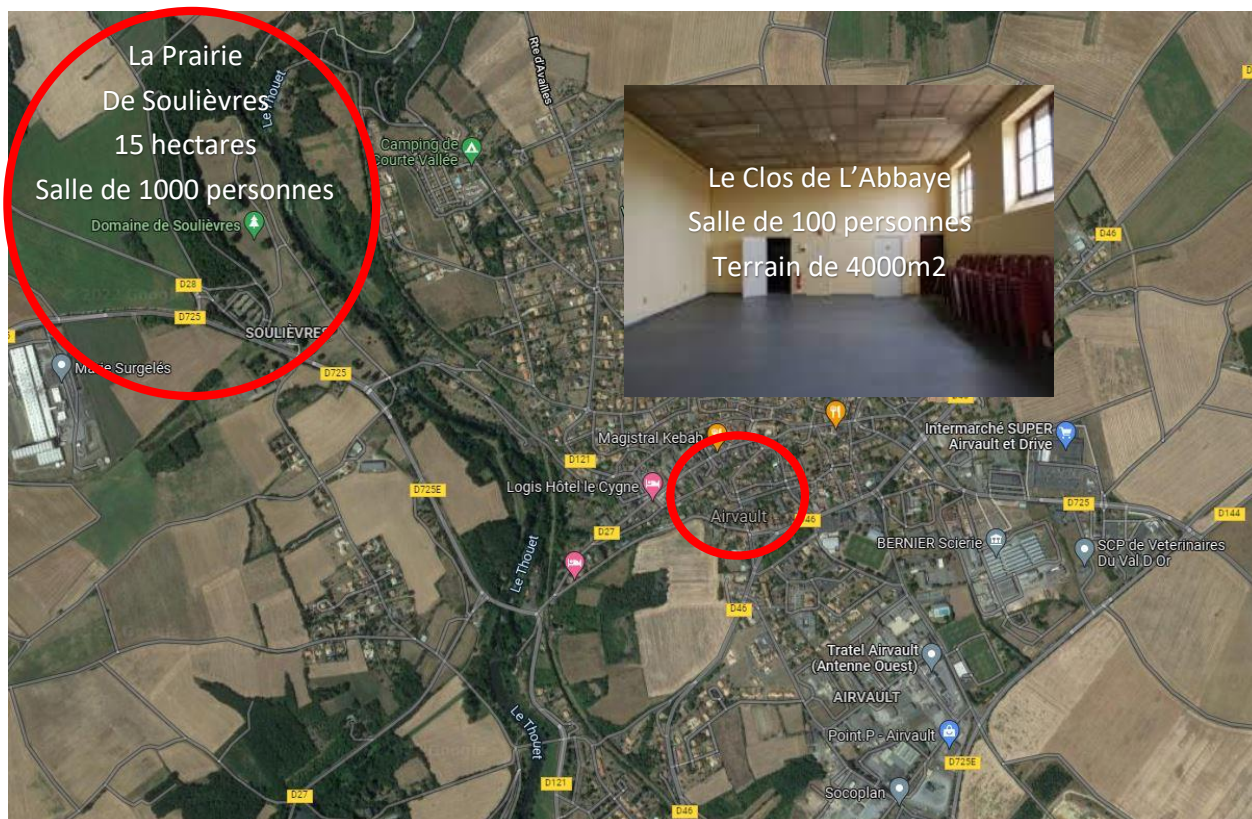 La Prairie
De Soulièvres
15 hectares
Salle de 1000 personnes
Domaine de Soulièvres
D28
D725
SOULIÈVRES
Marie Surgelés
D725
Le Thouet
Rte d'Availles
Camping de
Courte Vallée
Le Clos de L'Abbaye
Salle de 100 personnes
Terrain de 4000m2
D46
Magistral Kebab
Intermarché SUPER
Airvault et Drive
D121
Logis Hôtel le Cygne
D725E
Airvault
D46
D725
D144
D27
BERNIER Scierie
SCP de Veterinaires
Du Val D Or
Le Thouet
D46
Tratel Airvault
(Antenne Ouest)
AIRVAULT
Le Thouet
Point P - Airvault
D725E
D121
D27
Socoplan
D46